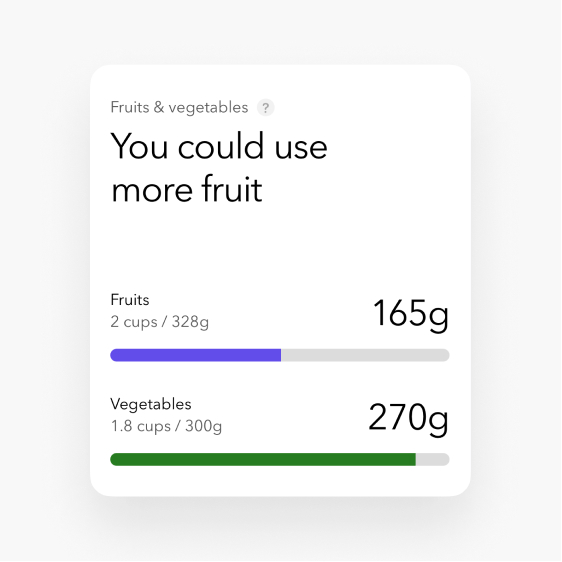 Fruits & vegetables ?
You could use
more fruit
Fruits
2 cups / 328g
165g
Vegetables
1.8 cups / 300g
270g